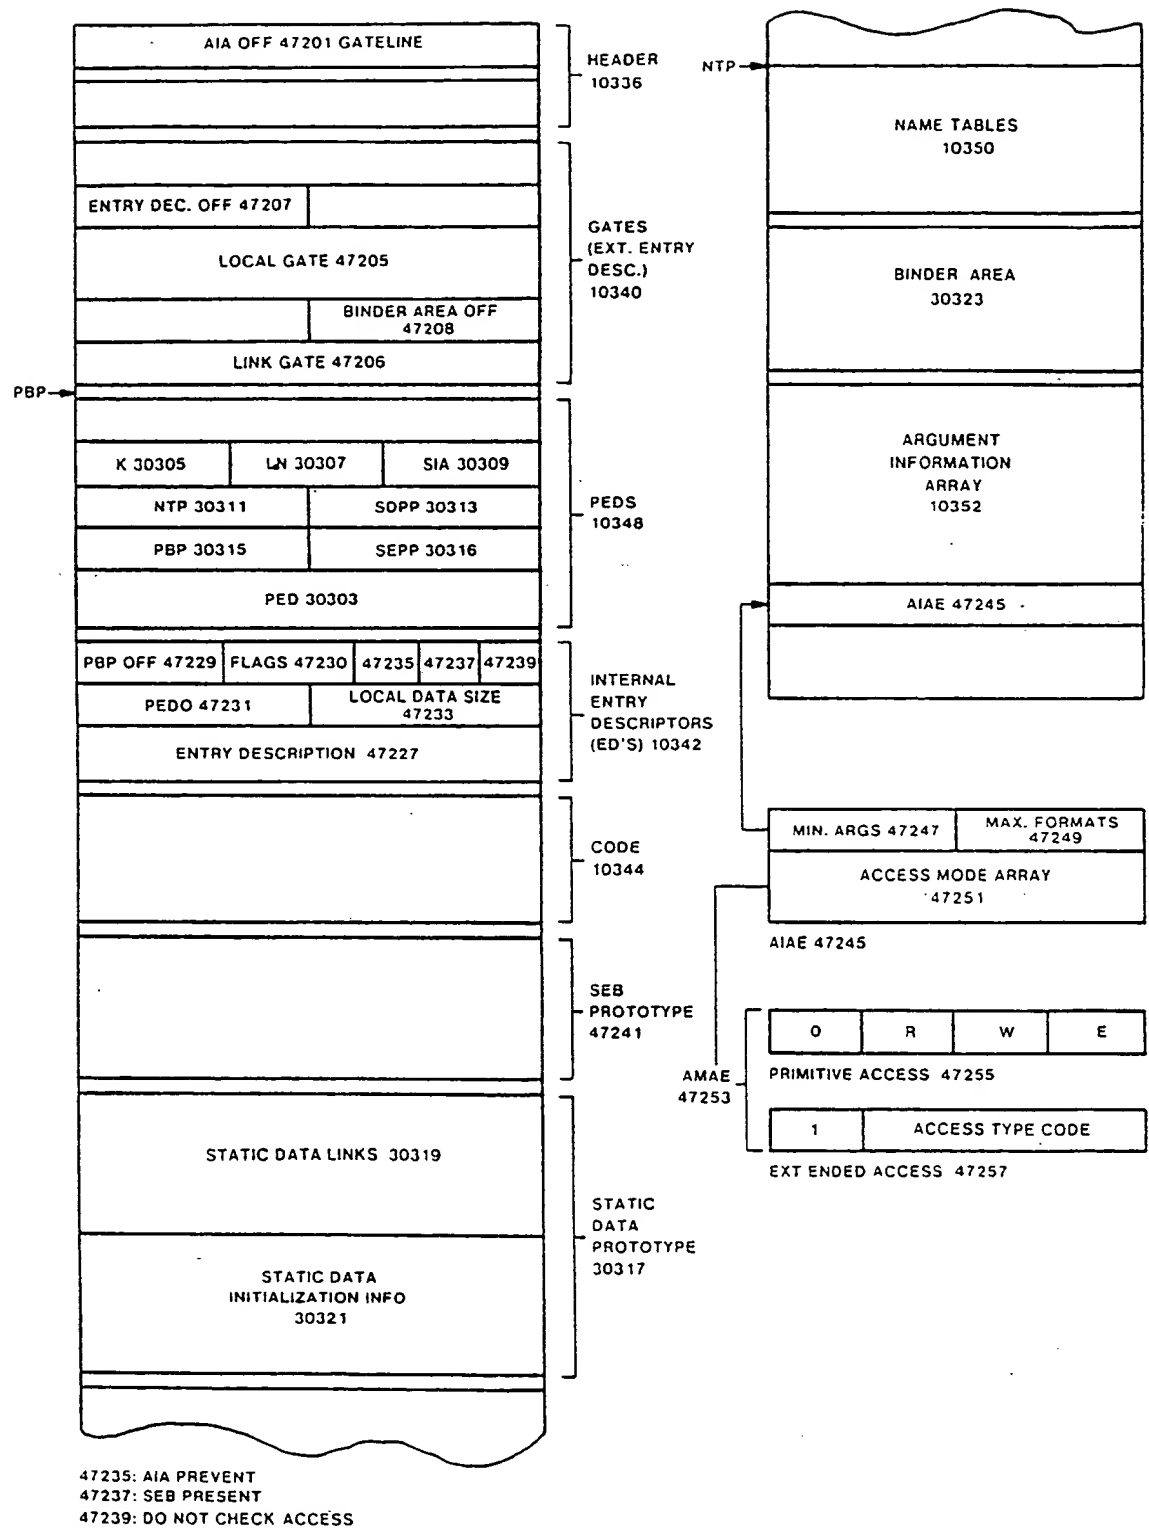 AIA OFF 47201 GATELINE
HEADER
10336
ENTRY DEC. OFF 47207
LOCAL GATE 47205
BINDER AREA OFF
47208
LINK GATE 47206
GATES
(EXT. ENTRY
DESC.)
10340
PBP
K 30305
LN 30307
SIA 30309
NTP 30311
SDPP 30313
PBP 30315
SEPP 30316
PED 30303
PEDS
10348
PBP OFF 47229
FLAGS 47230
47235
47237
47239
PEDO 47231
LOCAL DATA SIZE
47233
ENTRY DESCRIPTION 47227
INTERNAL
ENTRY
DESCRIPTORS
(ED'S) 10342
CODE
10344
SEB
PROTOTYPE
47241
STATIC DATA LINKS 30319
STATIC DATA
INITIALIZATION INFO
30321
STATIC
DATA
PROTOTYPE
30317
47235: AIA PREVENT
47237: SEB PRESENT
47239: DO NOT CHECK ACCESS
NTP
NAME TABLES
10350
BINDER AREA
30323
ARGUMENT
INFORMATION
ARRAY
10352
AIAE 47245
MIN. ARGS 47247
MAX. FORMATS
47249
ACCESS MODE ARRAY
47251
AIAE 47245
AMAE
47253
O R W E
PRIMITIVE ACCESS 47255
1 ACCESS TYPE CODE
EXT ENDED ACCESS 47257